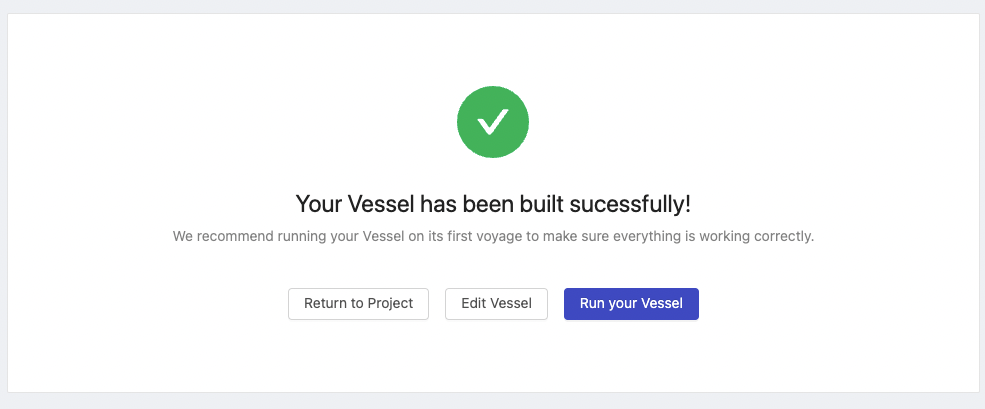 Your Vessel has been built sucessfully!
We recommend running your Vessel on its first voyage to make sure everything is working correctly.
Return to Project
Edit Vessel
Run your Vessel